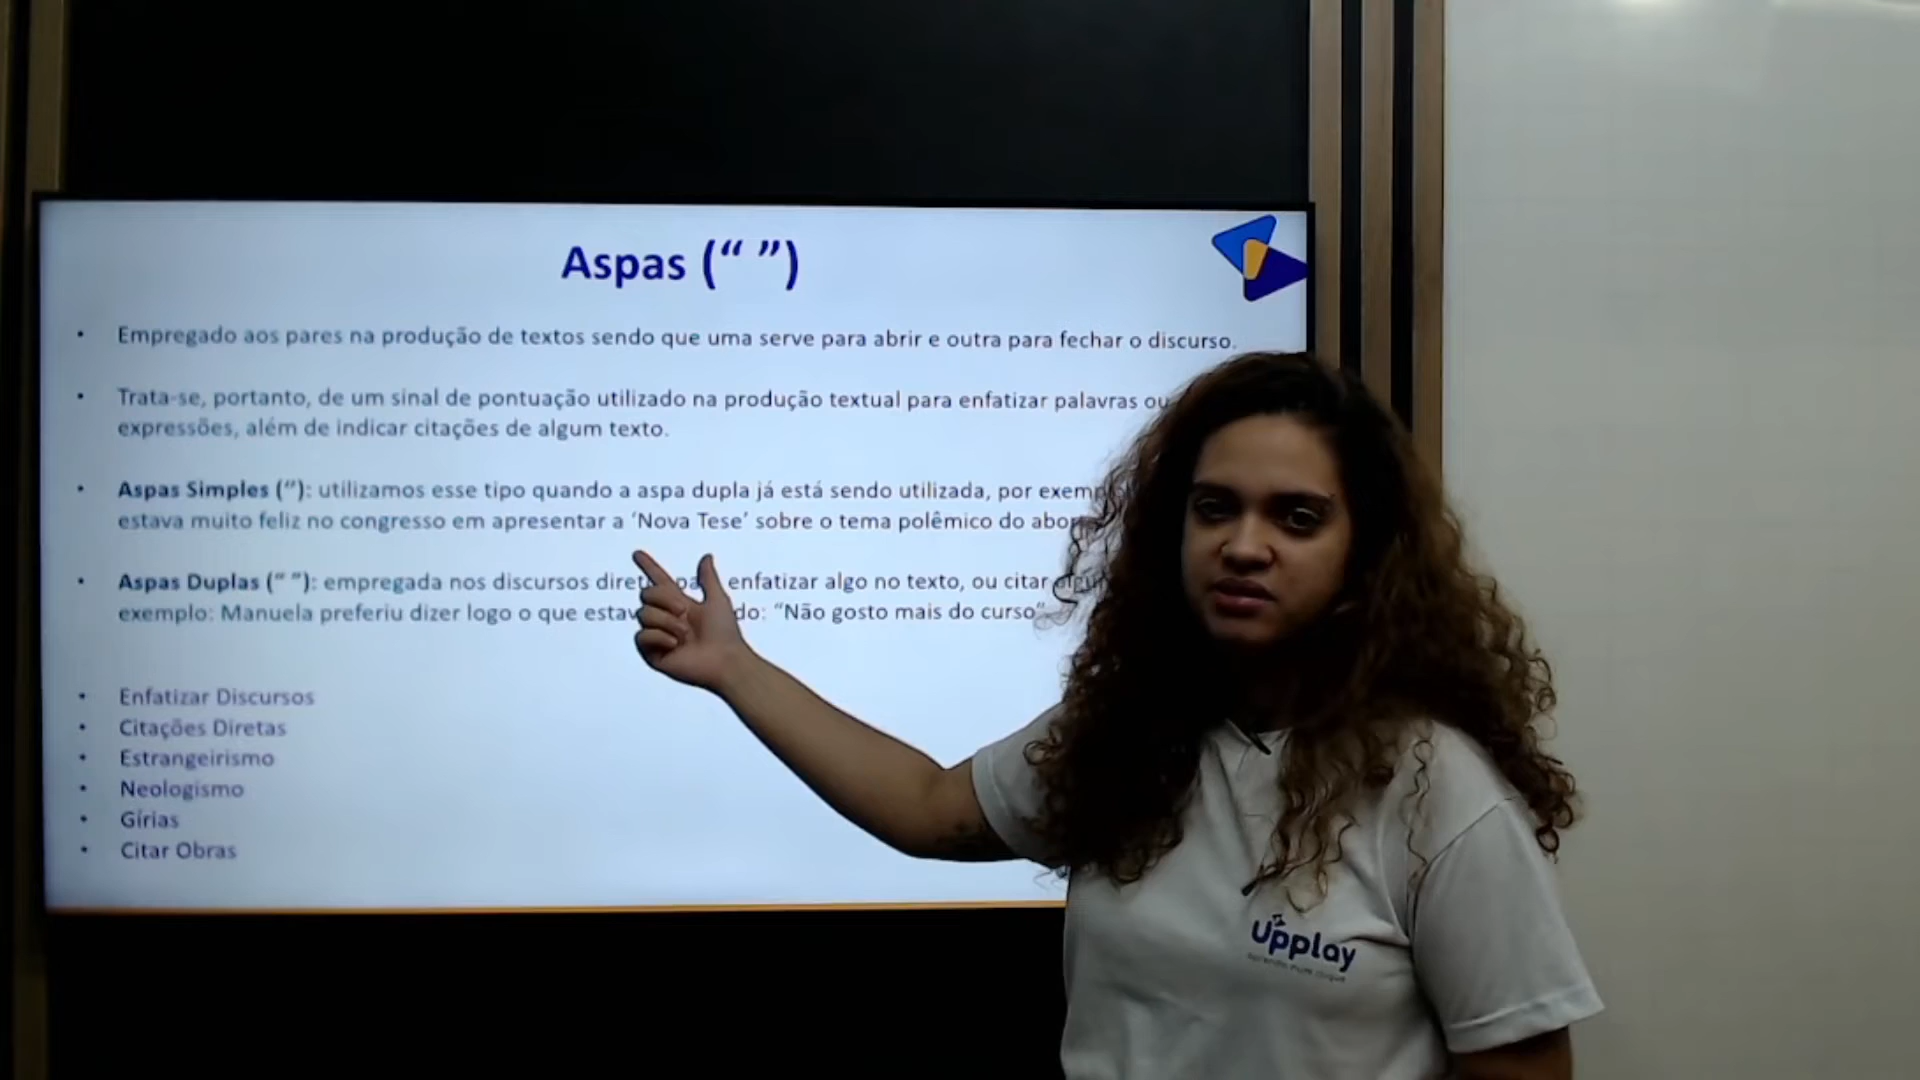 Aspas (“ ”)
• Empregado aos pares na produção de textos sendo que uma serve para abrir e outra para fechar o discurso.
• Trata-se, portanto, de um sinal de pontuação utilizado na produção textual para enfatizar palavras ou
expressões, além de indicar citações de algum texto.
• Aspas Simples (‘’): utilizamos esse tipo quando a aspa dupla já está sendo utilizada, por
estava muito feliz no congresso em apresentar a ‘Nova Tese’ sobre o tema polêmico do
• Aspas Duplas (“ ”): empregada nos discursos enfatizar algo no texto, ou citar
exemplo: Manuela preferiu dizer logo o que “Não gosto mais do curso”
• Enfatizar Discursos
• Citações Diretas
• Estrangeirismo
• Neologismo
• Gírias
• Citar Obras
Upplay